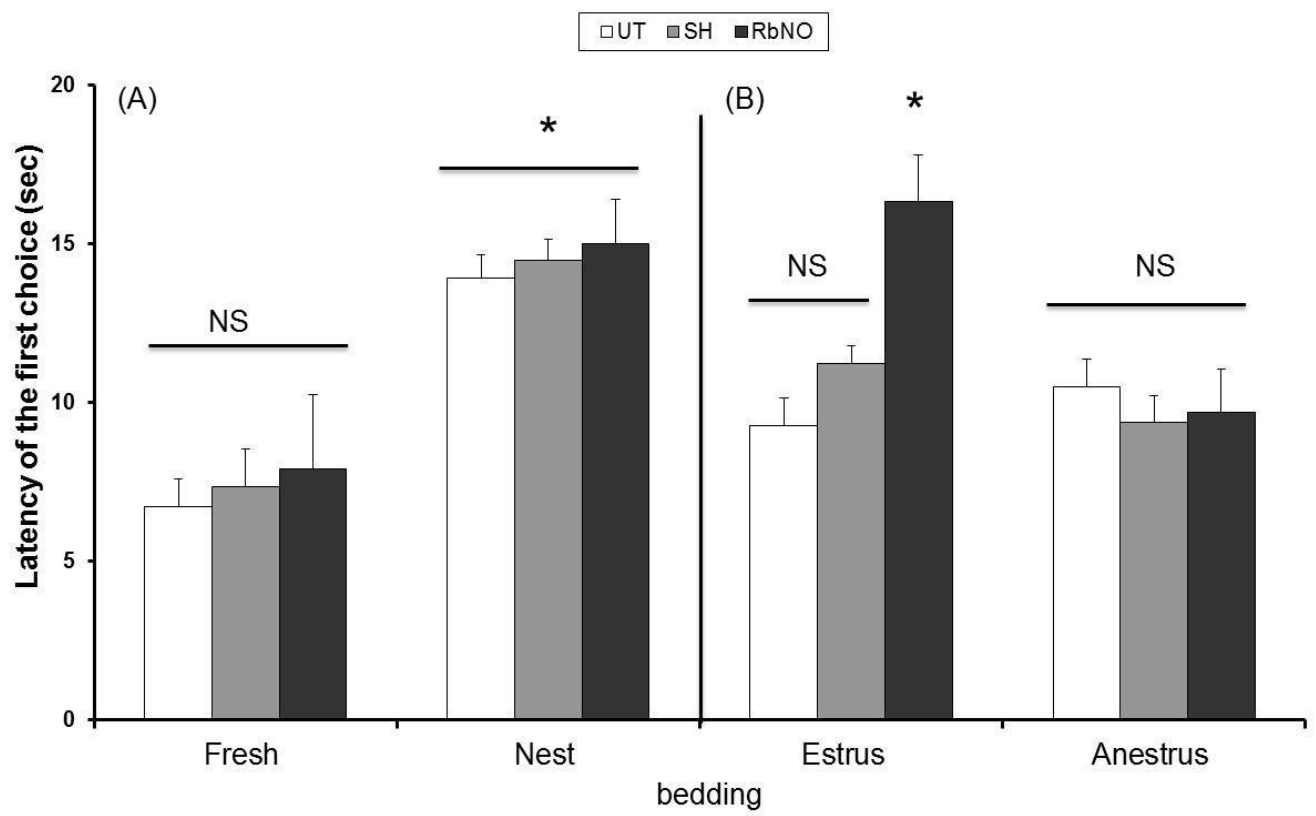 UT SH RbNO
(A)
(B)
*
*
NS
NS
NS
Latency of the first choice (sec)
20
15
10
5
0
Fresh Nest Estrus Anestrus
bedding